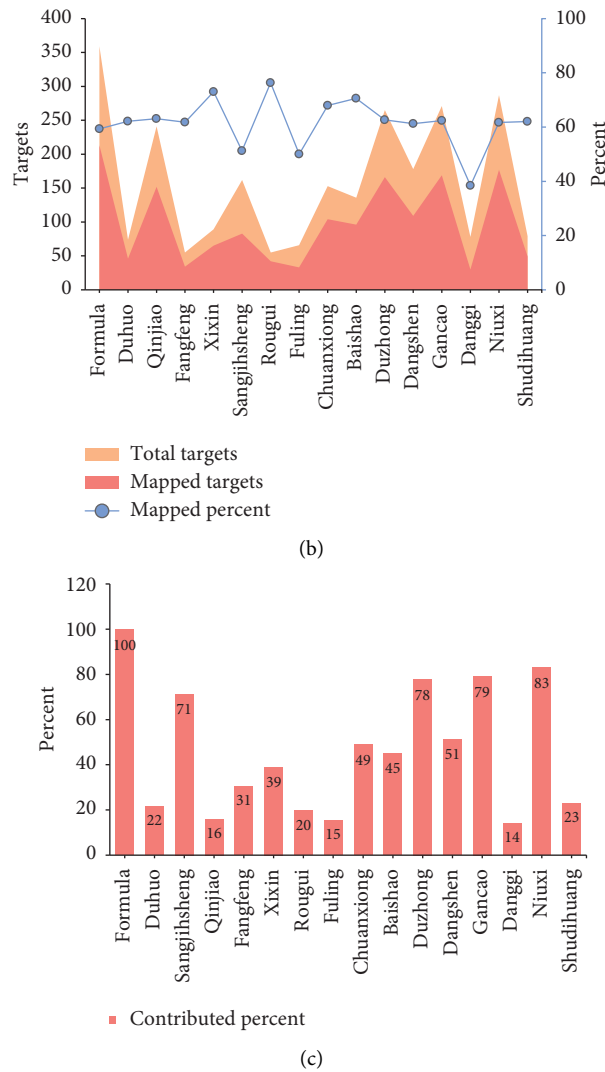 400
350
300
250
200
150
100
50
0
Targets
100
80
60
40
20
0
Percent
Formula
Duhuo
Qinjiao
Fangfeng
Xixin
Sangjihsheng
Rougui
Fuling
Chuanxiong
Baishao
Duzhong
Dangshen
Gancao
Danggi
Niuxi
Shudihuang
Total targets
Mapped targets
Mapped percent
(b)
120
100
80
60
40
20
0
Percent
100
22
71
16
31
39
20
15
49
45
78
51
79
14
83
23
Formula
Duhuo
Sangjihsheng
Qinjiao
Fangfeng
Xixin
Rougui
Fuling
Chuanxiong
Baishao
Duzhong
Dangshen
Gancao
Danggi
Niuxi
Shudihuang
Contributed percent
(c)